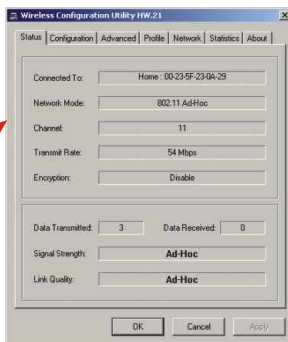 Wireless Configuration Utility HW.21
Status Configuration Advanced Profile Network Statistics About
Connected To: Home : 00-23-5F-23-0A-29
Network Mode: 802.11 Ad-Hoc
Channel: 11
Transmit Rate: 54 Mbps
Encryption: Disable
Data Transmitted: 3 Data Received: 0
Signal Strength: Ad-Hoc
Link Quality: Ad-Hoc
OK Cancel Apply